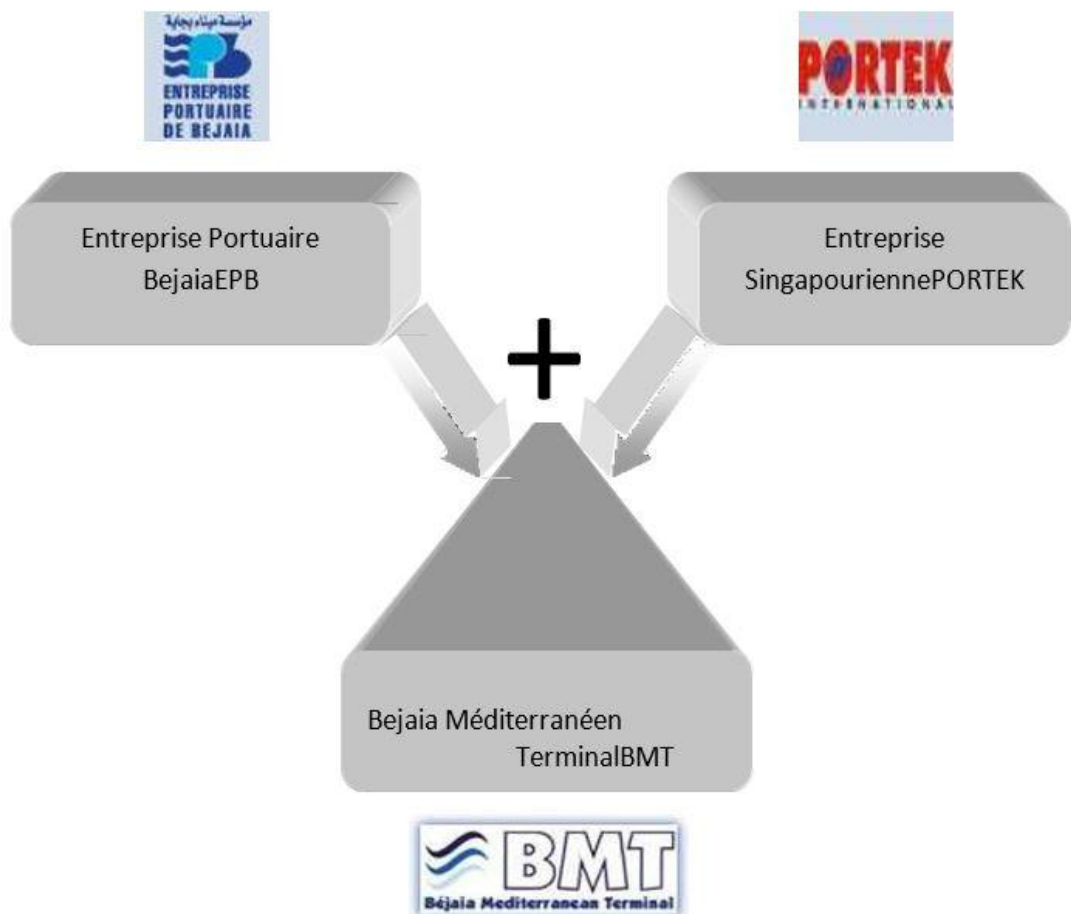 مؤسسة ميناء بجاية
ENTREPRISE
PORTUAIRE
DE BEJAIA
PORTEK
INTERNATIONAL
Entreprise Portuaire
BejaiaEPB
Entreprise
SingapouriennePORTEK
Bejaia Méditerranéen
TerminalBMT
BMT
Béjaia Mediterranean Terminal